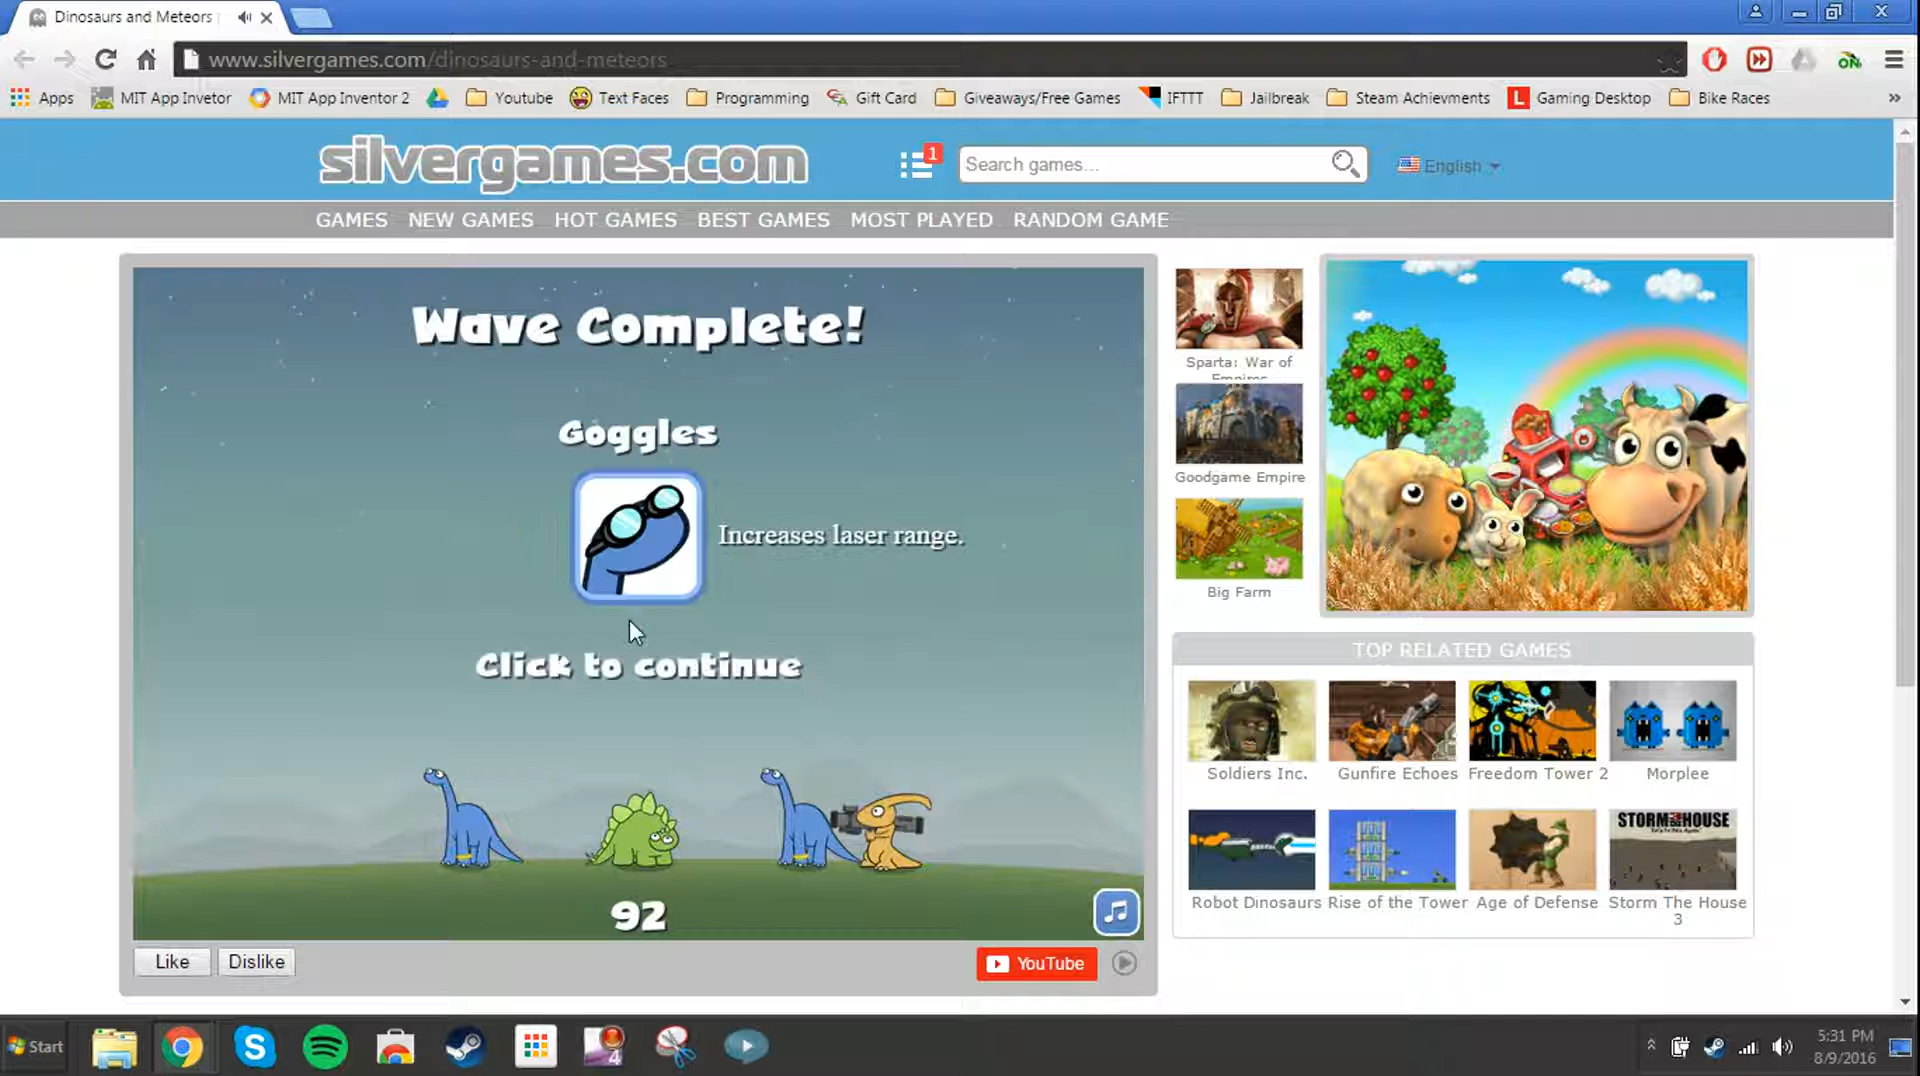 Dinosaurs and Meteors
www.silvergames.com/dinosaurs-and-meteors
ON
Apps MIT App Invetor MIT App Inventor 2 Youtube Text Faces Programming Gift Card Giveaways/Free Games IFTTT Jailbreak Steam Achievments L Gaming Desktop Bike Races »
silvergames.com
1
Search games...
English
GAMES NEW GAMES HOT GAMES BEST GAMES MOST PLAYED RANDOM GAME
Wave Complete!
Goggles
Increases laser range.
Click to continue
92
Like Dislike
YouTube
Sparta: War of
Empires
Goodgame Empire
Big Farm
TOP RELATED GAMES
Soldiers Inc. Gunfire Echoes Freedom Tower 2 Morplee
STORM THE HOUSE
Robot Dinosaurs Rise of the Tower Age of Defense Storm The House
3
Start
S
4
5:31 PM
8/9/2016